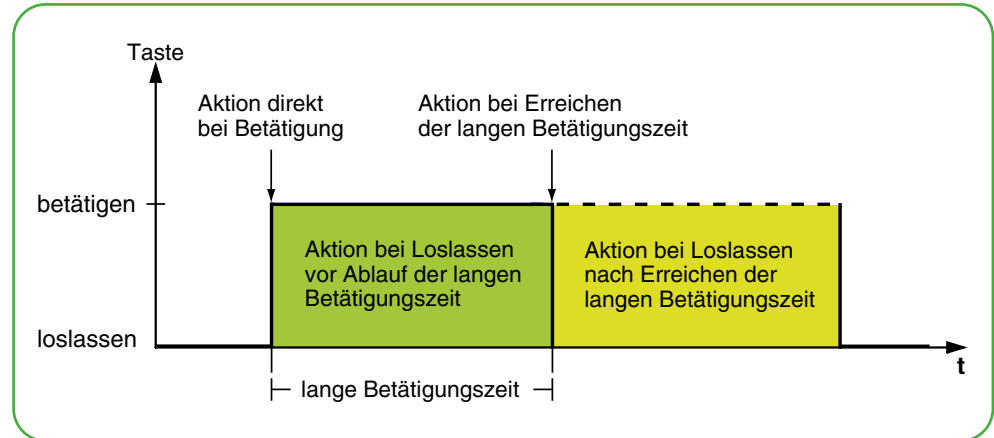 Taste
Aktion direkt
bei Betätigung
Aktion bei Erreichen
der langen Betätigungszeit
betätigen
Aktion bei Loslassen
vor Ablauf der langen
Betätigungszeit
Aktion bei Loslassen
nach Erreichen der
langen Betätigungszeit
loslassen
t
lange Betätigungszeit